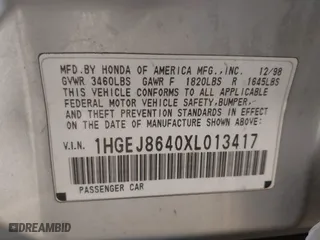 MFD.BY HONDA OF AMERICA MFG.,INC. 12/98
GVWR 3460LBS GAWR F 1820LBS R 1645LBS
THIS VEHICLE CONFORMS TO ALL APPLICABLE
FEDERAL MOTOR VEHICLE SAFETY,BUMPER,
AND THEFT PREVENTION STANDARDS IN EFFECT
ON THE DATE OF MANUFACTURE SHOWN ABOVE.
V.I.N. 1HGEJ8640XL013417
PASSENGER CAR
DREAMBID